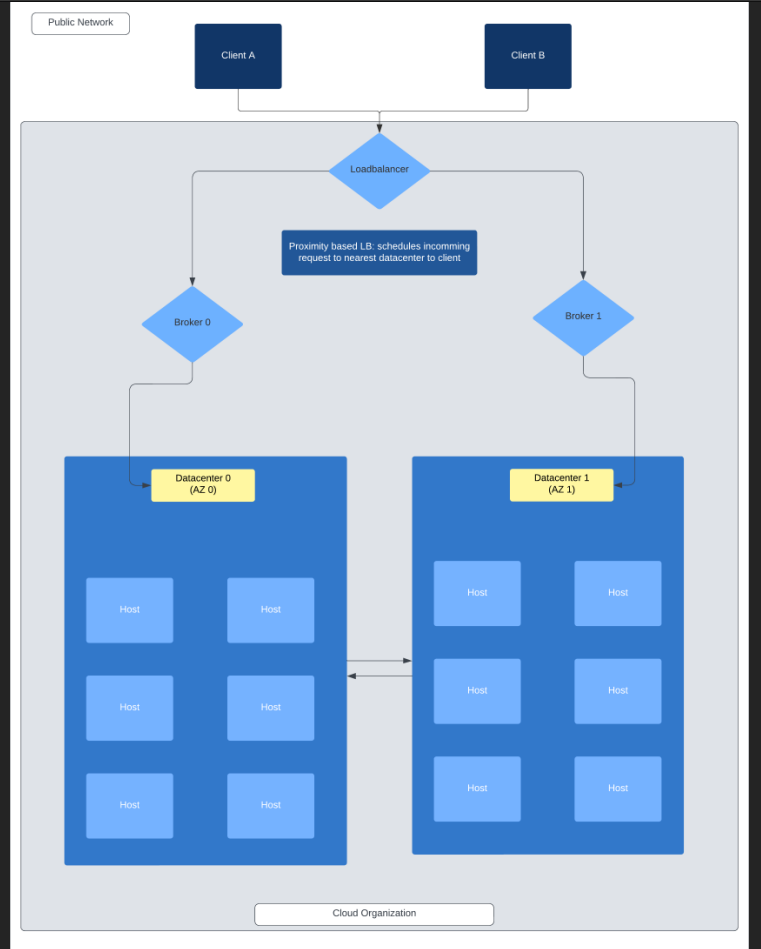 Public Network
Client A
Client B
Loadbalancer
Proximity based LB: schedules incomming
request to nearest datacenter to client
Broker 0
Broker 1
Datacenter 0
(AZ 0)
Datacenter 1
(AZ 1)
Host
Host
Host
Host
Host
Host
Host
Host
Host
Host
Host
Host
Cloud Organization